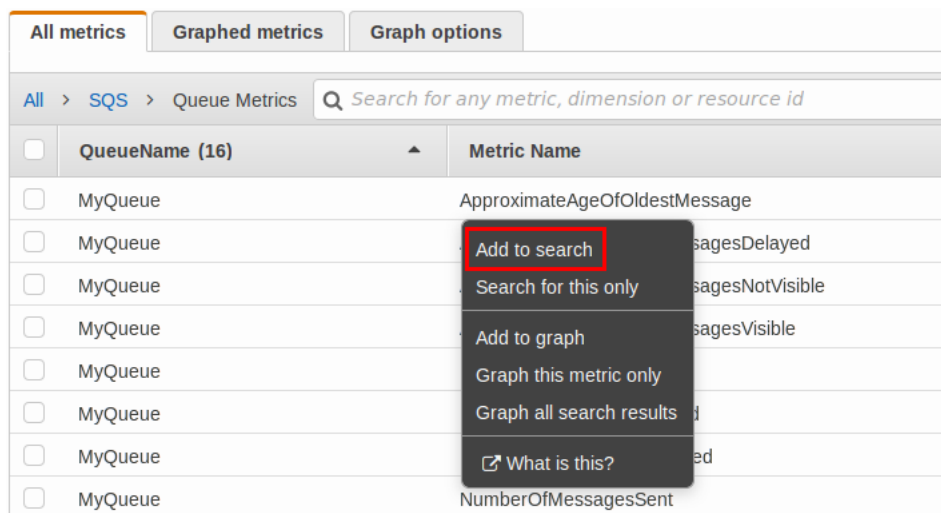 All metrics Graphed metrics Graph options
All > SQS > Queue Metrics Search for any metric, dimension or resource id
QueueName (16) Metric Name
MyQueue ApproximateAgeOfOldestMessage
MyQueue sagesDelayed
Add to search
MyQueue sagesNotVisible
Search for this only
MyQueue sagesVisible
Add to graph
MyQueue
Graph this metric only
MyQueue
Graph all search results
MyQueue ed
What is this?
MyQueue NumberOfMessagesSent